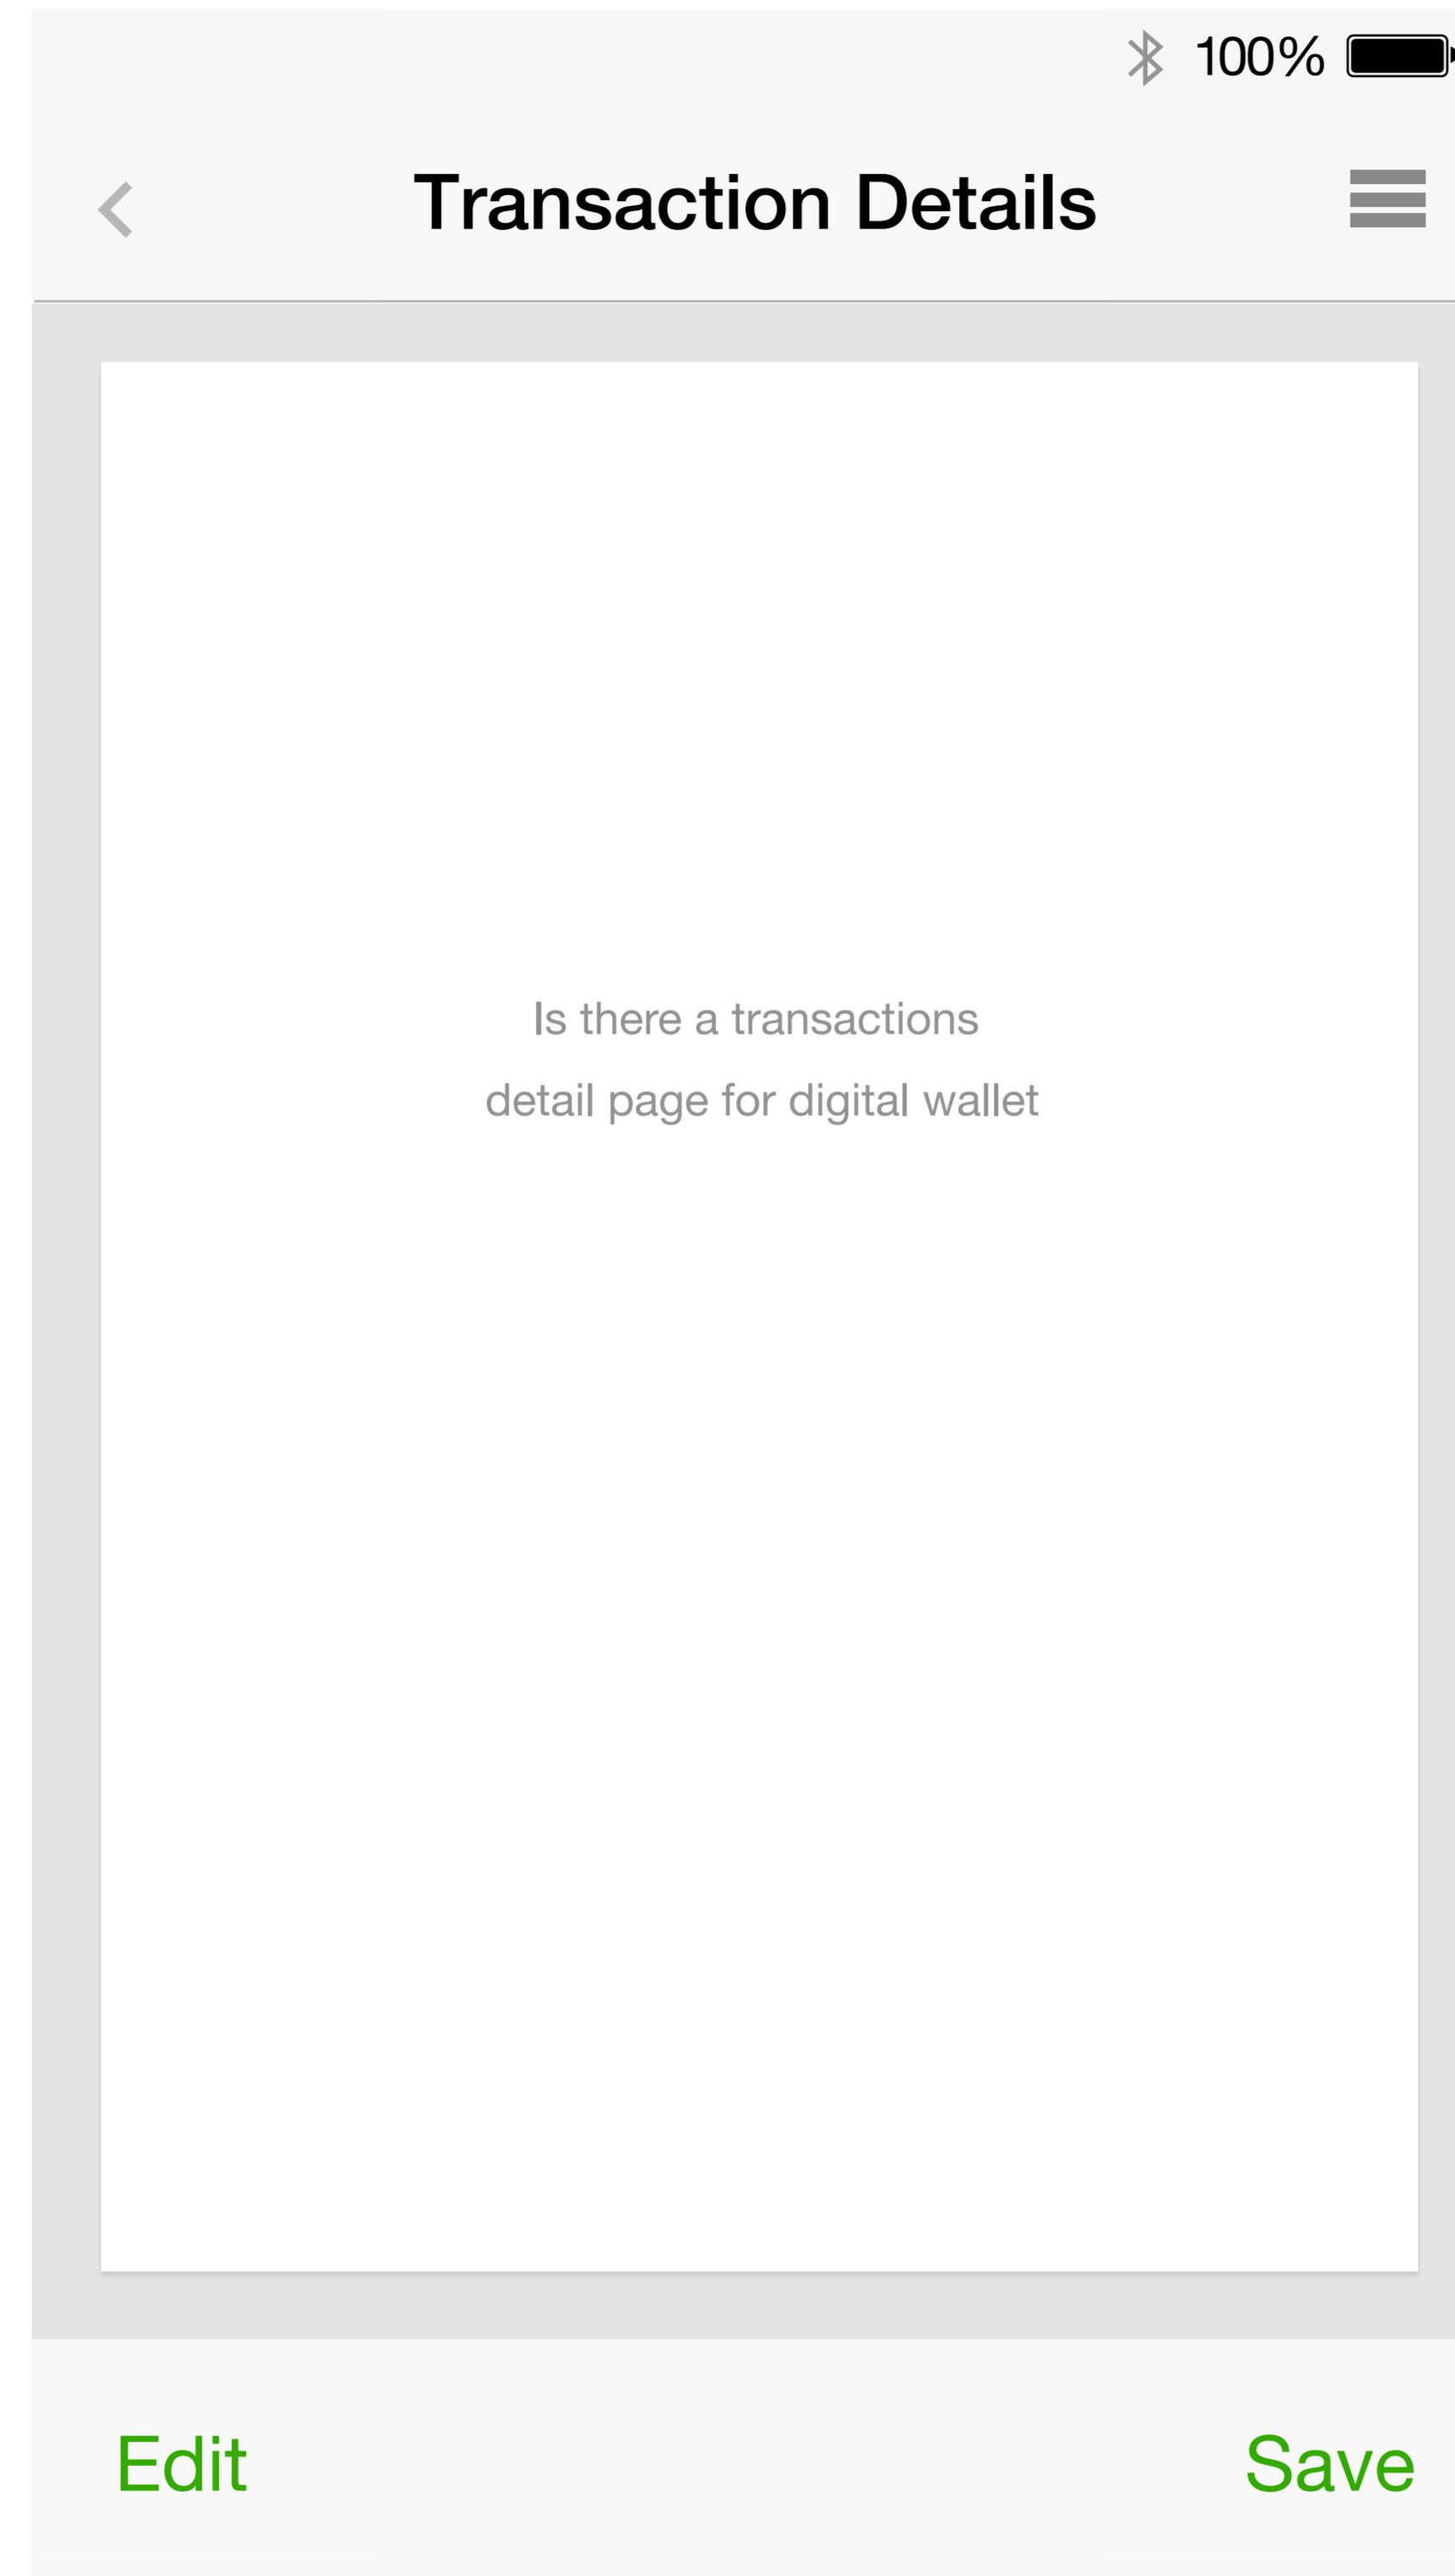 100%
Transaction Details
Is there a transactions
detail page for digital wallet
Edit
Save